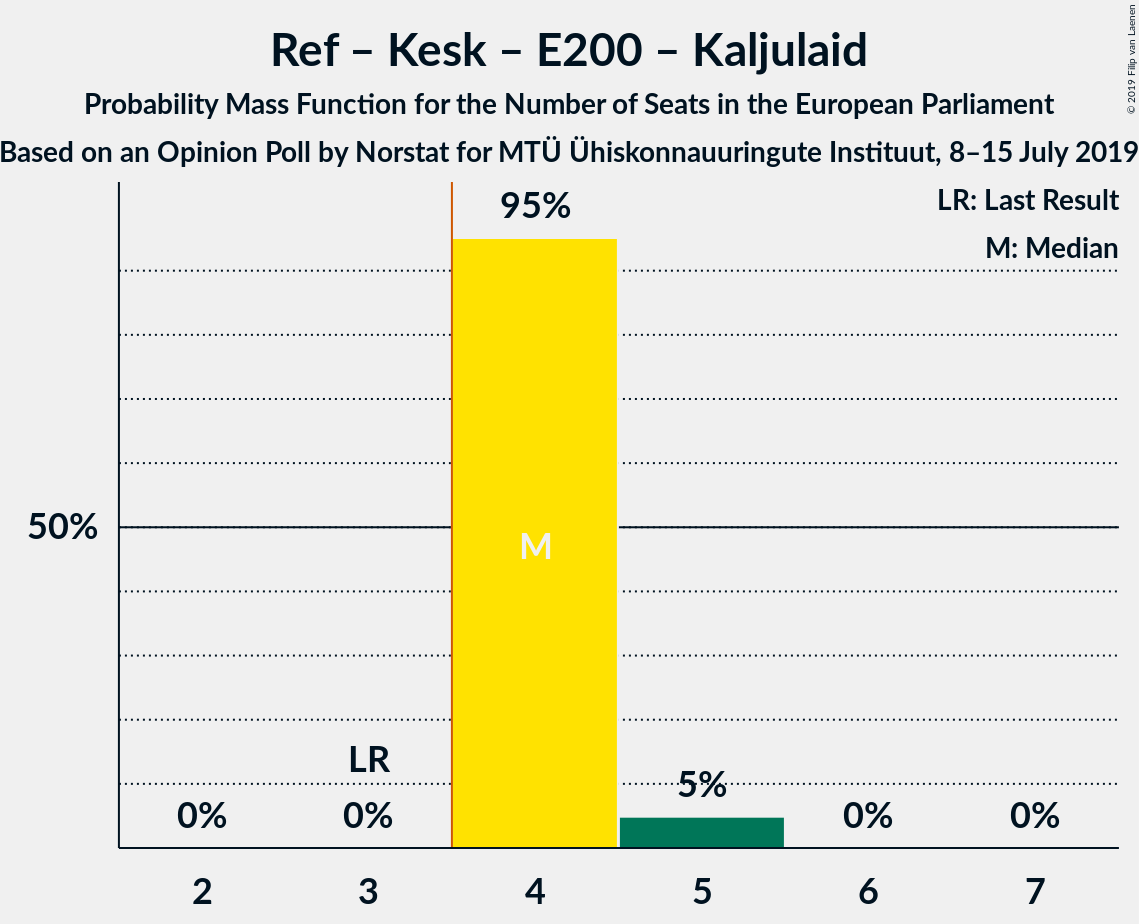 Ref – Kesk – E200 – Kaljulaid
Probability Mass Function for the Number of Seats in the European Parliament
Based on an Opinion Poll by Norstat for MTÜ Ühiskonnauuringute Instituut, 8–15 July 2019
© 2019 Filip van Laenen
LR: Last Result
M: Median
95%
50%
M
LR
5%
0%
0%
0%
0%
2
3
4
5
6
7